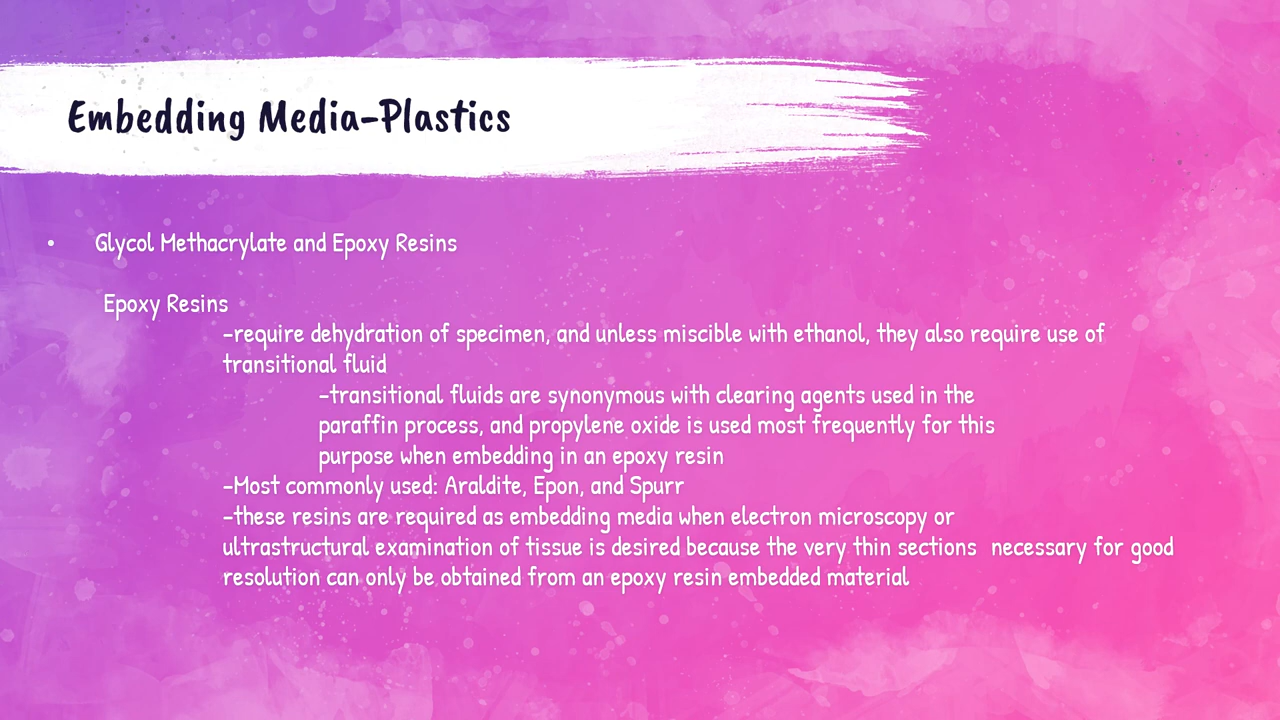 Embedding Media-Plastics
• Glycol Methacrylate and Epoxy Resins
Epoxy Resins
-require dehydration of specimen, and unless miscible with ethanol, they also require use of
transitional fluid
-transitional fluids are synonymous with clearing agents used in the
paraffin process, and propylene oxide is used most frequently for this
purpose when embedding in an epoxy resin
-Most commonly used: Araldite, Epon, and Spurr
-these resins are required as embedding media when electron microscopy or
ultrastructural examination of tissue is desired because the very thin sections  necessary for good
resolution can only be obtained from an epoxy resin embedded material